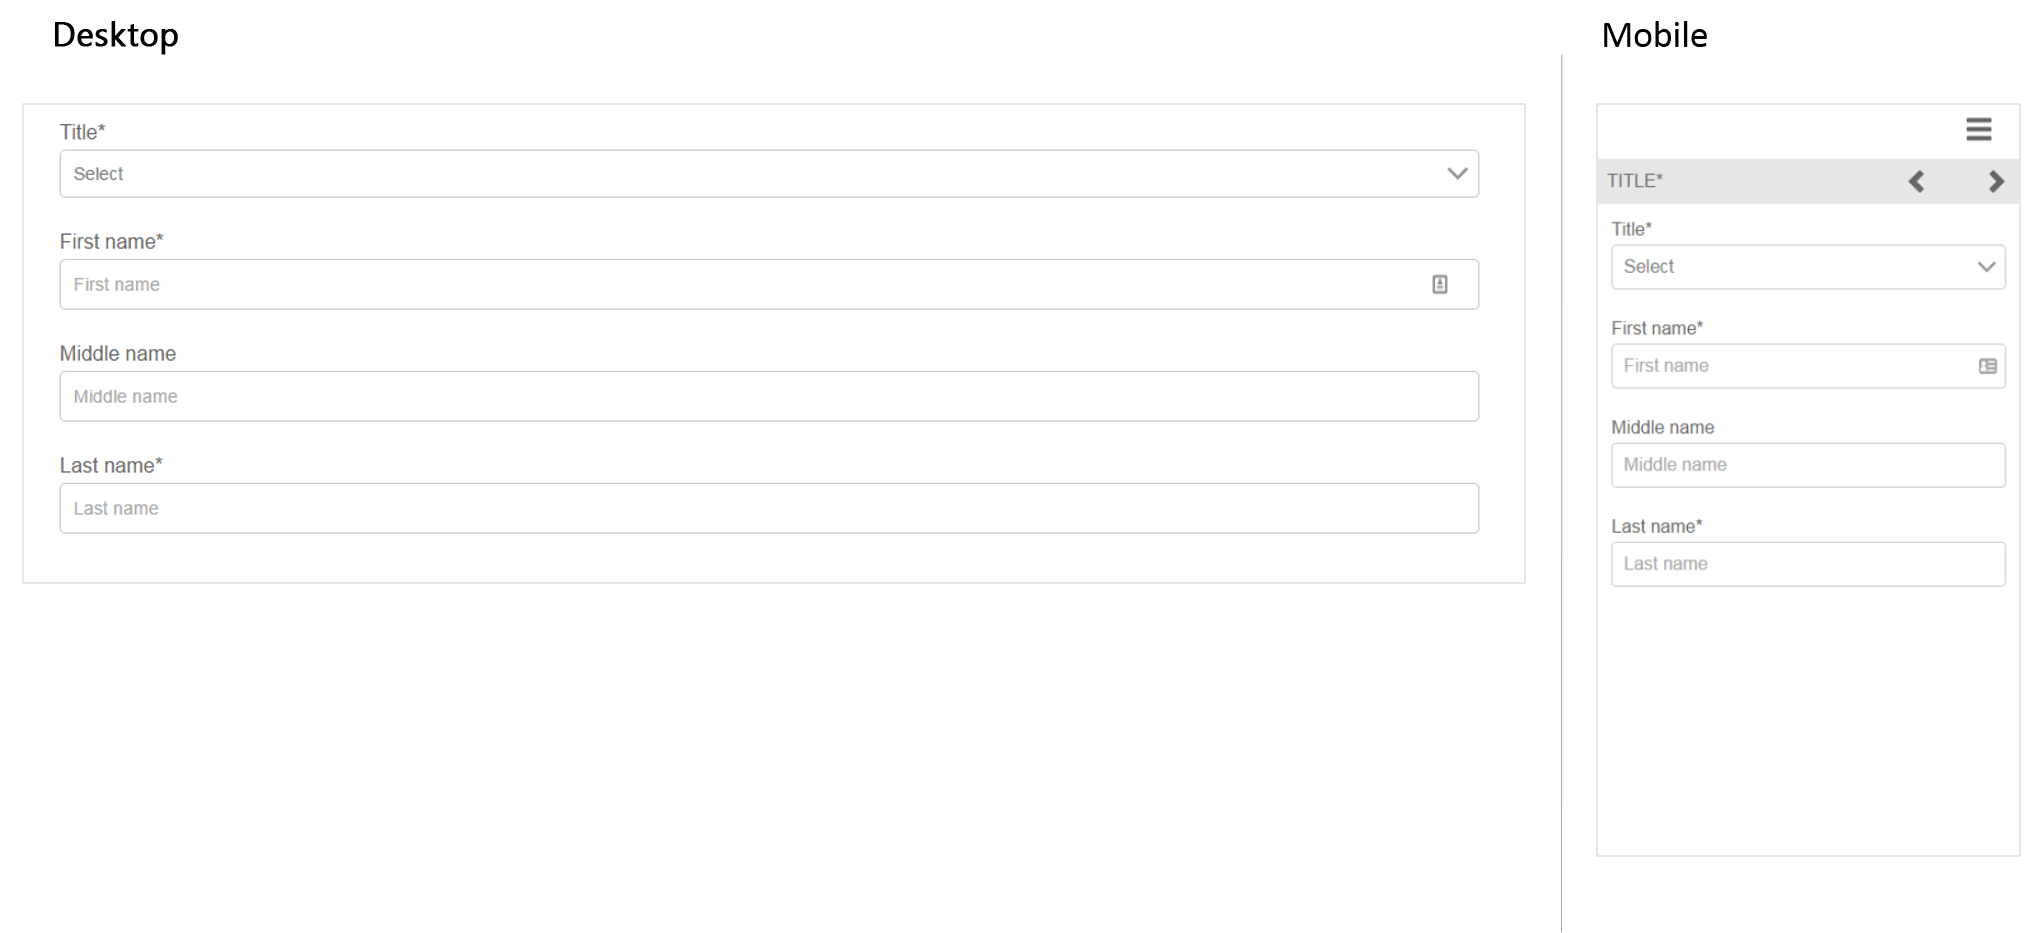 Desktop
Title*
Select
First name*
First name
Middle name
Middle name
Last name*
Last name
Mobile
TITLE*
Title*
Select
First name*
First name
Middle name
Middle name
Last name*
Last name